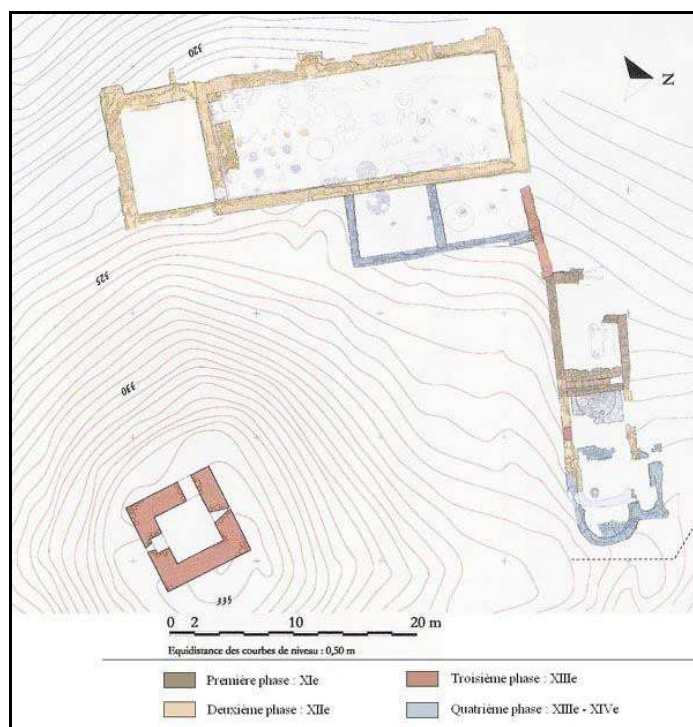 320
N
325
330
335
0 2 10 20 m
Equidistance des courbes de niveau : 0,50 m
Première phase : XIe
Troisième phase : XIIIe
Deuxième phase : XIIe
Quatrième phase : XIIIe - XIVe